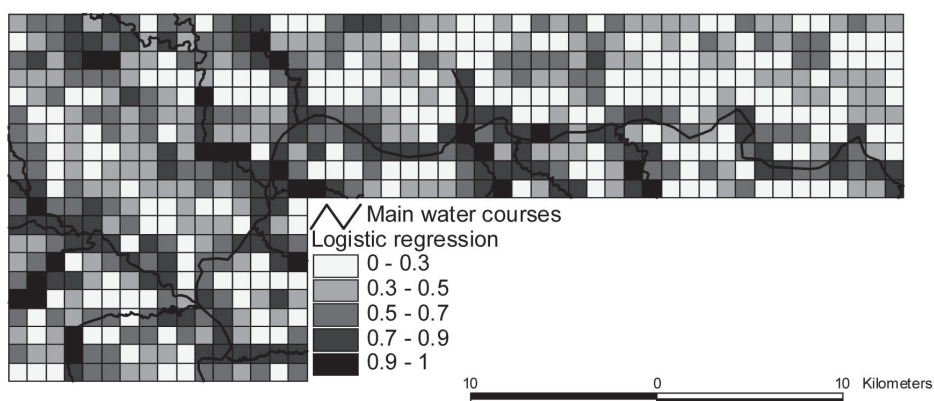 Main water courses
Logistic regression
0 - 0.3
0.3 - 0.5
0.5 - 0.7
0.7 - 0.9
0.9 - 1
10 0 10 Kilometers